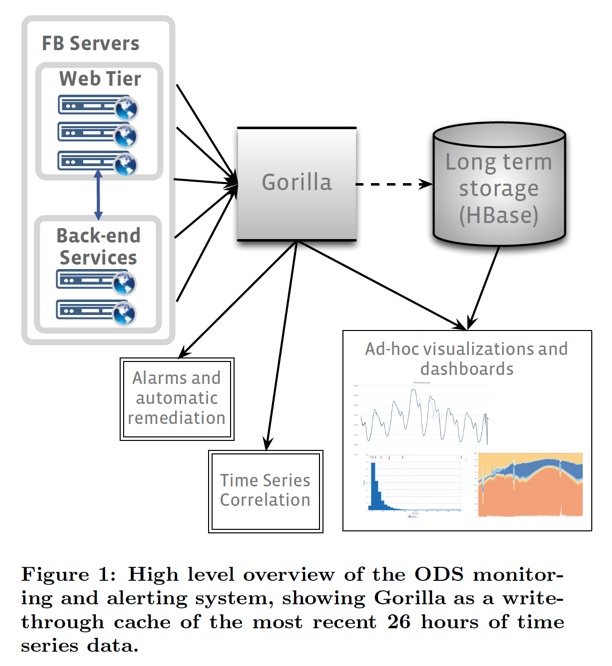 FB Servers
Web Tier
Back-end
Services
Gorilla
Long term
storage
(HBase)
Alarms and
automatic
remediation
Time Series
Correlation
Ad-hoc visualizations and
dashboards
Figure 1: High level overview of the ODS monitor-
ing and alerting system, showing Gorilla as a write-
through cache of the most recent 26 hours of time
series data.